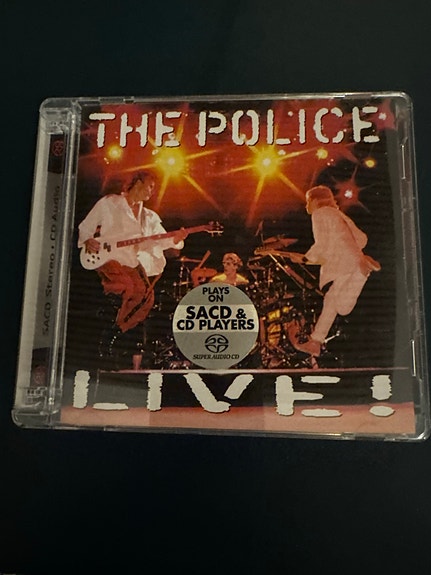 THE POLICE
PLAYS
ON
SACD &
CD PLAYERS
SUPER AUDIO CD
LIVE!
SACD Stereo / CD Audio